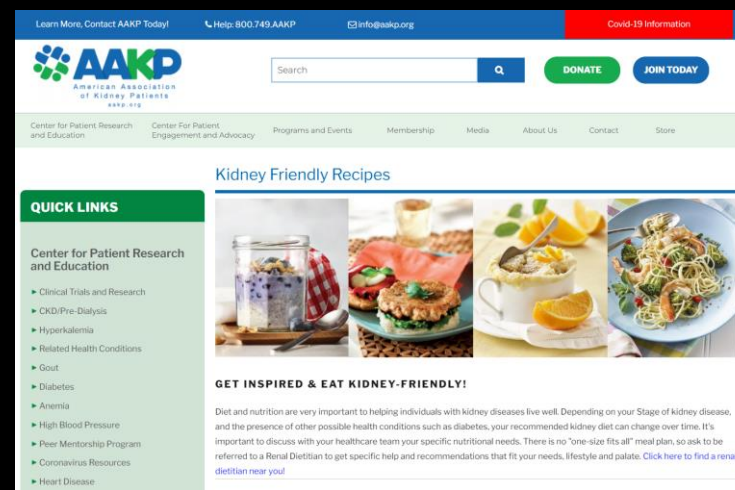 Learn More, Contact AAKP Today!
Help: 800.749.AAKP
info@aakp.org
Covid-19 Information
AAKP
American Association
of Kidney Patients
aakp.org
Search
DONATE
JOIN TODAY
Center for Patient Research
and Education
Center For Patient
Engagement and Advocacy
Programs and Events
Membership
Media
About Us
Contact
Store
Kidney Friendly Recipes
QUICK LINKS
Center for Patient Research
and Education
Clinical Trials and Research
CKD/Pre-Dialysis
Hyperkalemia
Related Health Conditions
Gout
Diabetes
Anemia
High Blood Pressure
Peer Mentorship Program
Coronavirus Resources
Heart Disease
GET INSPIRED & EAT KIDNEY-FRIENDLY!
Diet and nutrition are very important to helping individuals with kidney diseases live well. Depending on your Stage of kidney disease,
and the presence of other possible health conditions such as diabetes, your recommended kidney diet can change over time. It's
important to discuss with your healthcare team your specific nutritional needs. There is no "one-size fits all" meal plan, so ask to be
referred to a Renal Dietitian to get specific help and recommendations that fit your needs, lifestyle and palate. Click here to find a rena
dietitian near you!